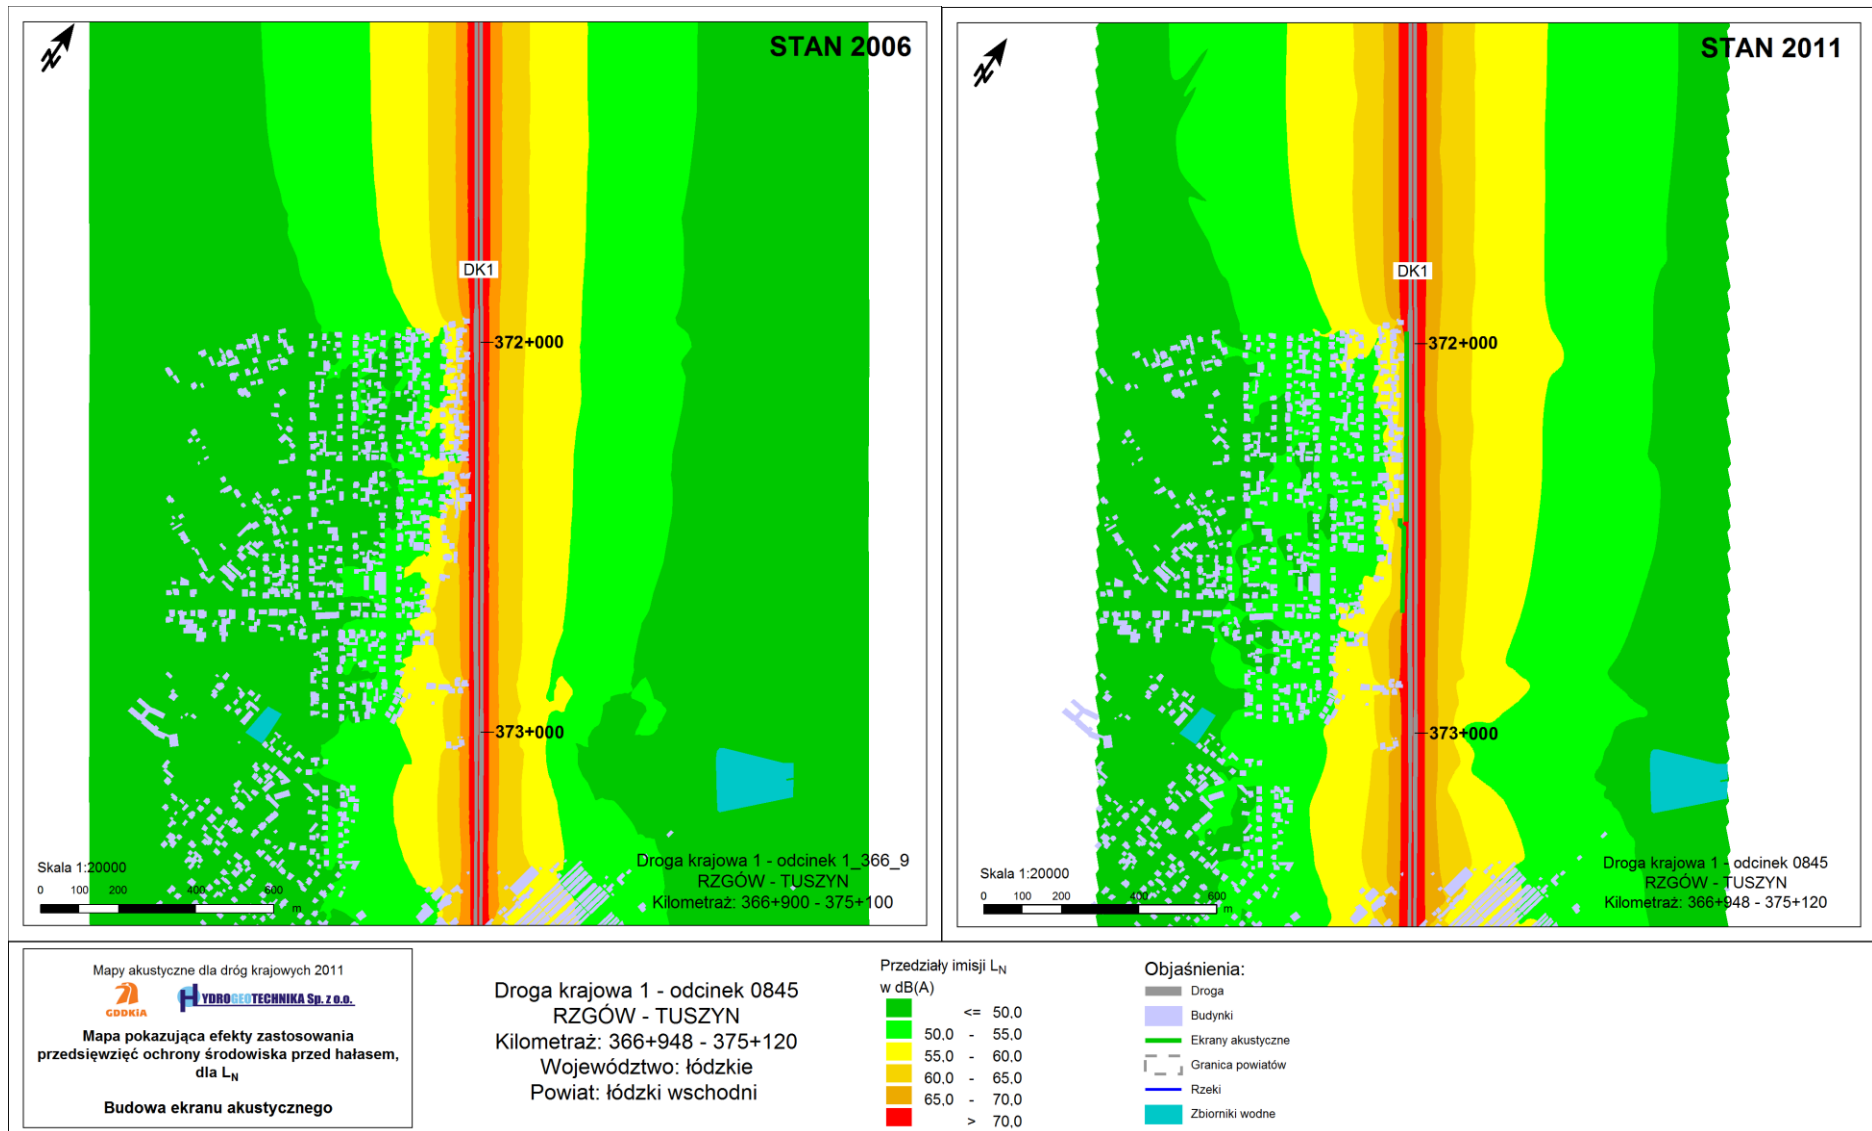 N
STAN 2006
DK1
372+000
373+000
Skala 1:20000
0 100 200 400 600
m
Droga krajowa 1 - odcinek 1_366_9
RZGÓW - TUSZYN
Kilometraż: 366+900 - 375+100
N
STAN 2011
DK1
372+000
373+000
Skala 1:20000
0 100 200 400 600
m
Droga krajowa 1 - odcinek 0845
RZGÓW - TUSZYN
Kilometraż: 366+948 - 375+120
Mapy akustyczne dla dróg krajowych 2011
GDDKiA
HYDROGEOTECHNIKA Sp. z o.o.
Mapa pokazująca efekty zastosowania
przedsięwzięć ochrony środowiska przed hałasem,
dla LN
Budowa ekranu akustycznego
Droga krajowa 1 - odcinek 0845
RZGÓW - TUSZYN
Kilometraż: 366+948 - 375+120
Województwo: łódzkie
Powiat: łódzki wschodni
Przedziały imisji LN
w dB(A)
<= 50,0
50,0 - 55,0
55,0 - 60,0
60,0 - 65,0
65,0 - 70,0
> 70,0
Objaśnienia:
Droga
Budynki
Ekrany akustyczne
Granica powiatów
Rzeki
Zbiorniki wodne